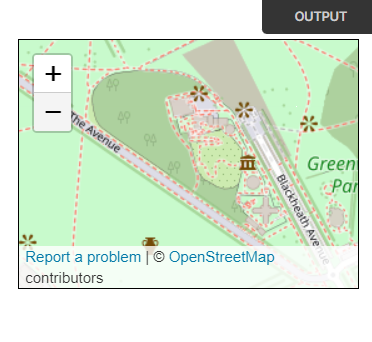 OUTPUT
+
−
The Avenue
Green
Par
Blackheath Avenue
Report a problem | © OpenStreetMap
contributors